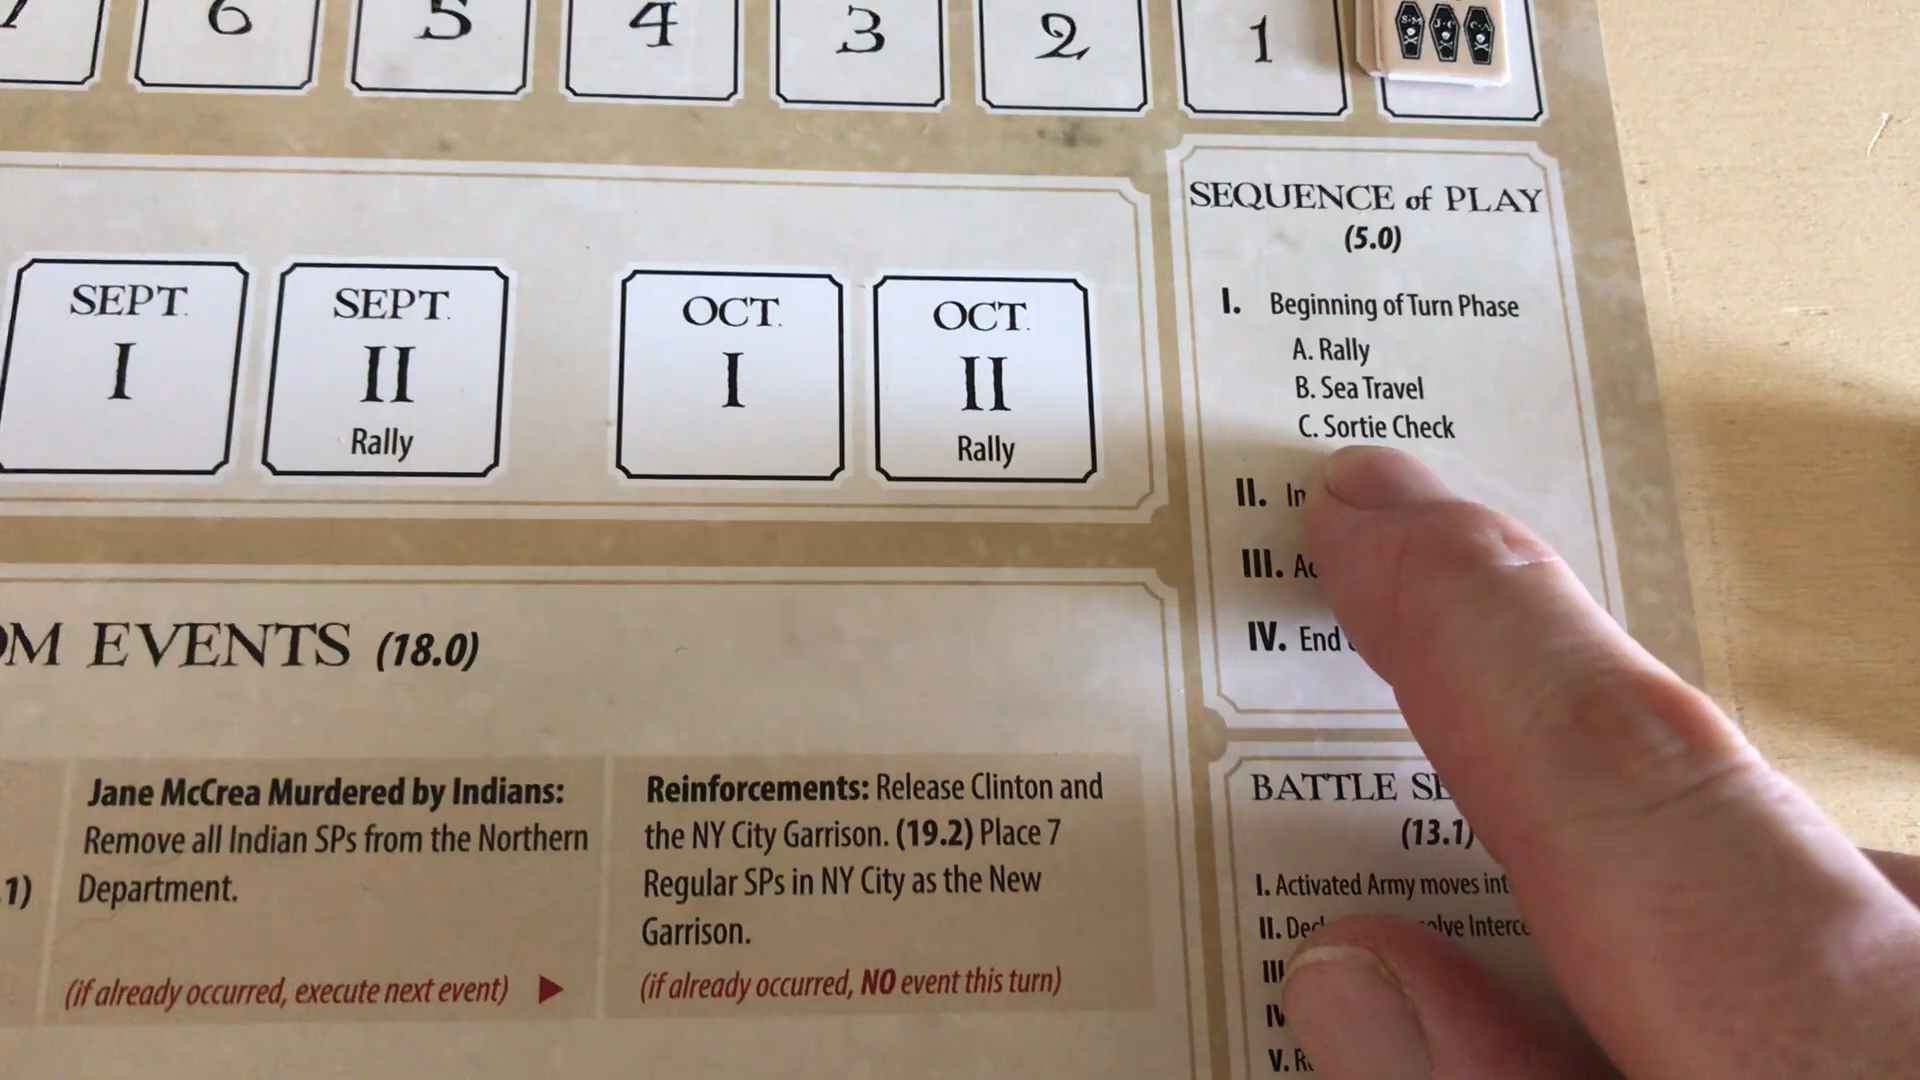 6
5
4
3
2
1
S·M J·C C·A
SEQUENCE of PLAY
(5.0)
I. Beginning of Turn Phase
A. Rally
B. Sea Travel
C. Sortie Check
II.
III.
IV. End
SEPT.
I
SEPT.
II
Rally
OCT.
I
OCT.
II
Rally
EVENTS (18.0)
Jane McCrea Murdered by Indians:
Remove all Indian SPs from the Northern
Department.
(if already occurred, execute next event) ▶
Reinforcements: Release Clinton and
the NY City Garrison. (19.2) Place 7
Regular SPs in NY City as the New
Garrison.
(if already occurred, NO event this turn)
BATTLE
(13.1)
I. Activated Army moves
II.
III
IV
V.